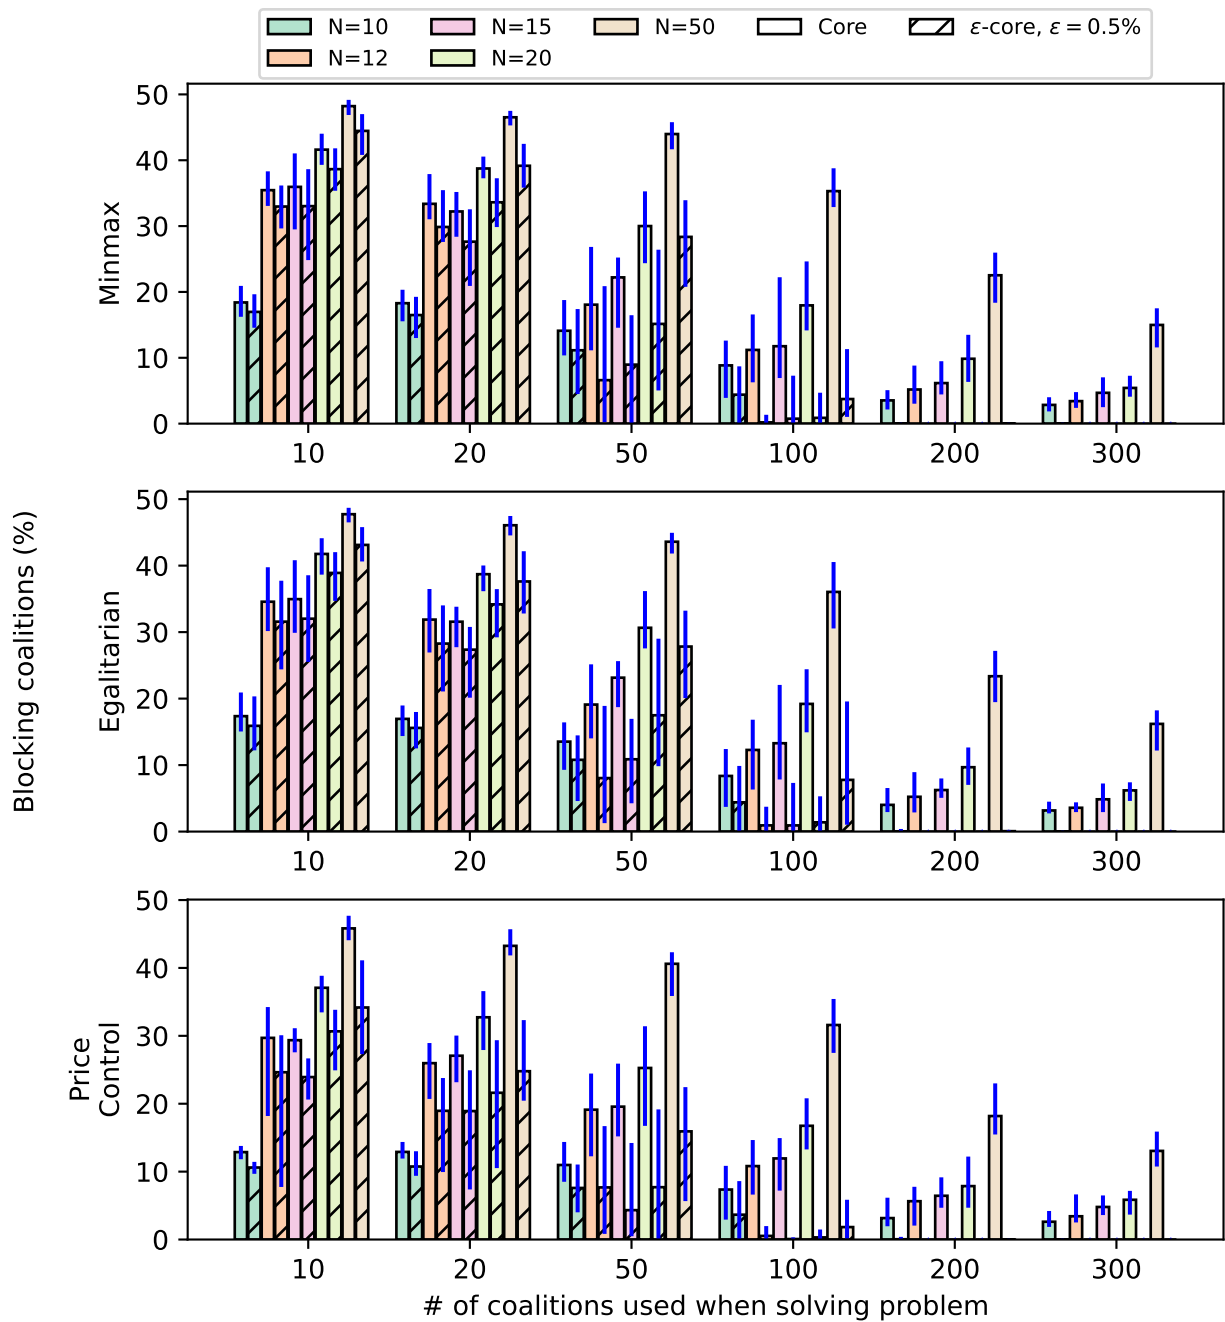 N=10 N=15 N=50 Core ε-core, ε = 0.5%
N=12 N=20
Blocking coalitions (%)
Minmax
50
40
30
20
10
0
10 20 50 100 200 300
Egalitarian
50
40
30
20
10
0
10 20 50 100 200 300
Price
Control
50
40
30
20
10
0
10 20 50 100 200 300
# of coalitions used when solving problem